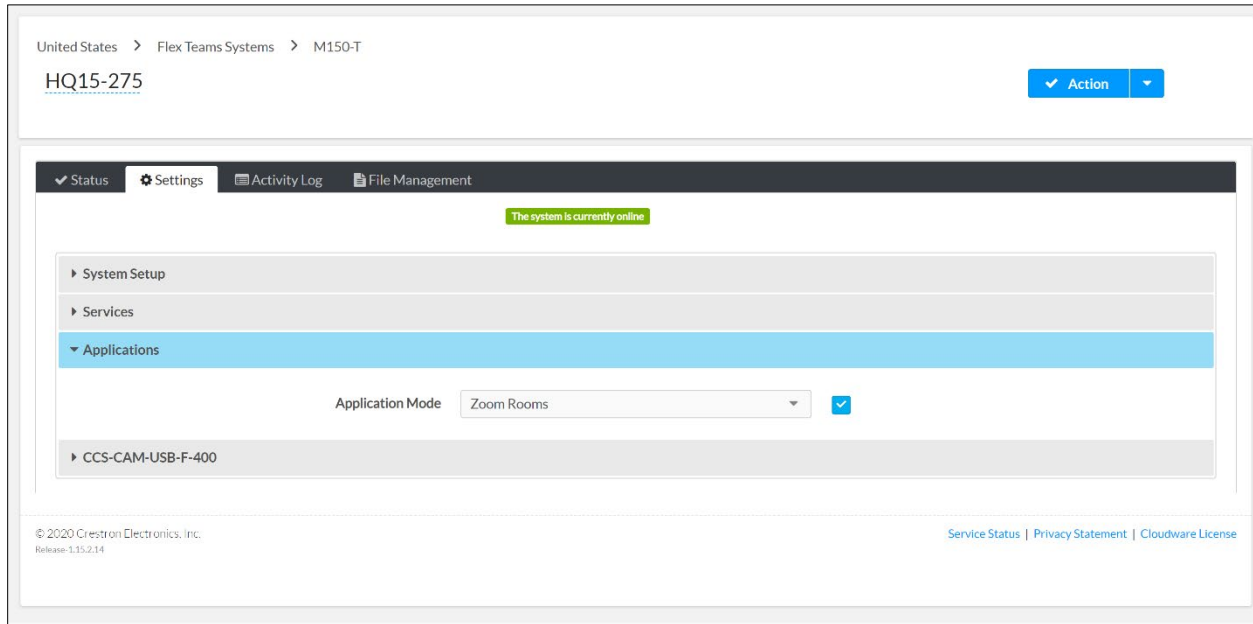 United States > Flex Teams Systems > M150-T
HQ15-275
Action
Status Settings Activity Log File Management
The system is currently online
System Setup
Services
Applications
Application Mode Zoom Rooms
CCS-CAM-USB-F-400
© 2020 Crestron Electronics, Inc. Service Status | Privacy Statement | Cloudware License
Release-1.15.2.14